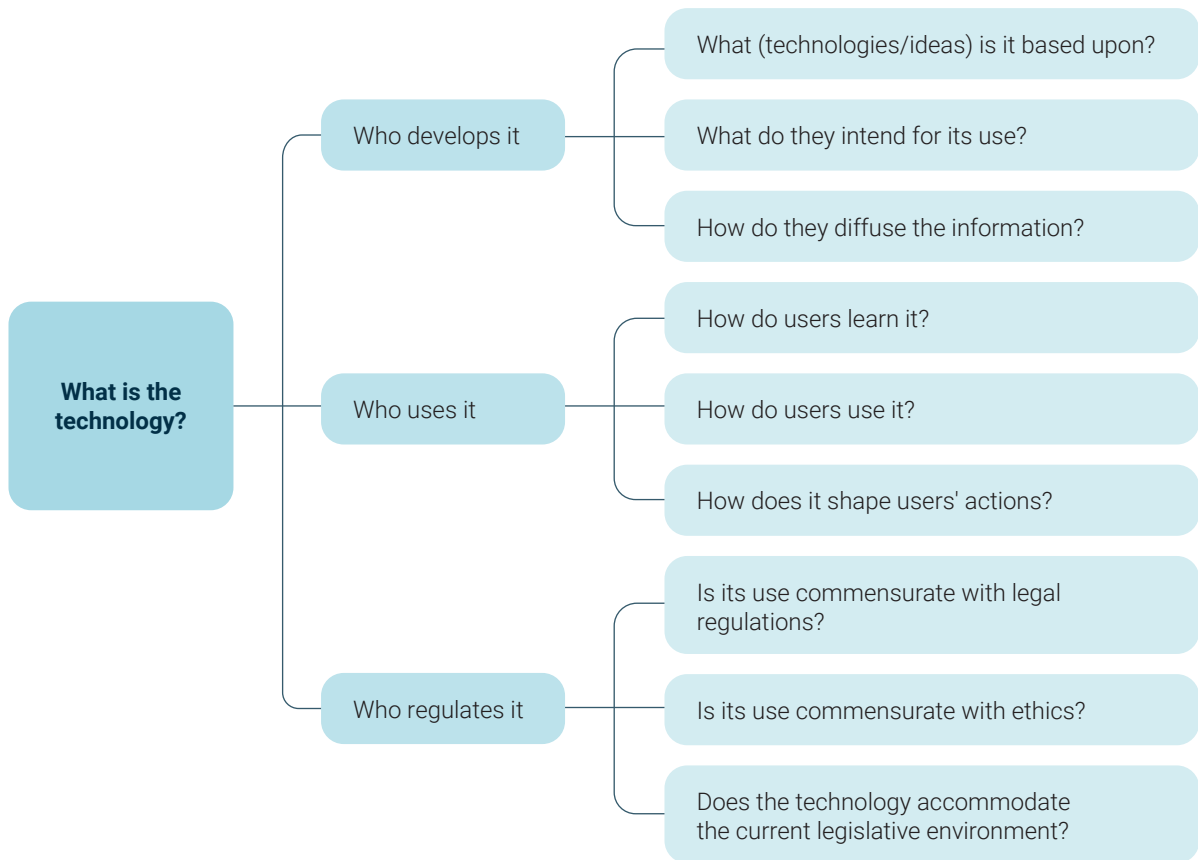 What is the
technology?
Who develops it
What (technologies/ideas) is it based upon?
What do they intend for its use?
How do they diffuse the information?
Who uses it
How do users learn it?
How do users use it?
How does it shape users' actions?
Who regulates it
Is its use commensurate with legal
regulations?
Is its use commensurate with ethics?
Does the technology accommodate
the current legislative environment?